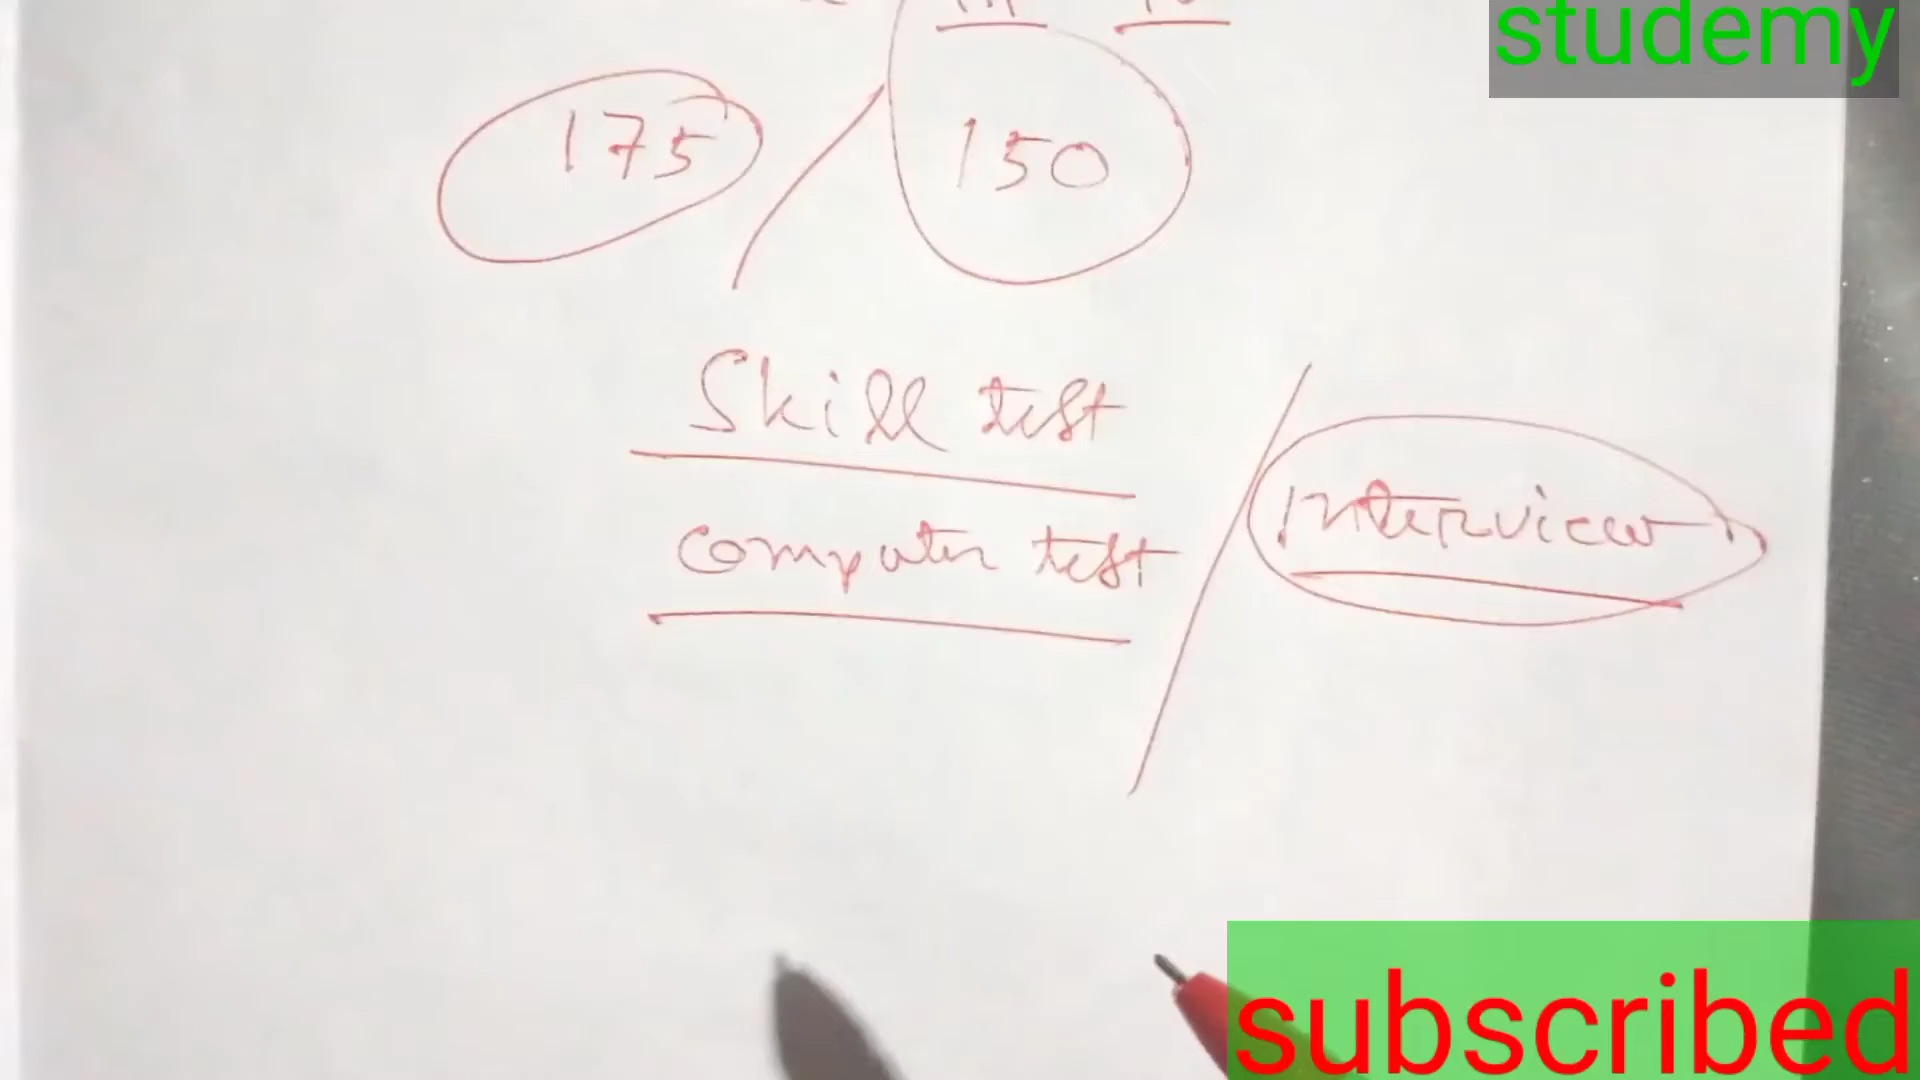 studemy
175 / 150
Skill test
computer test / Interview
subscribed